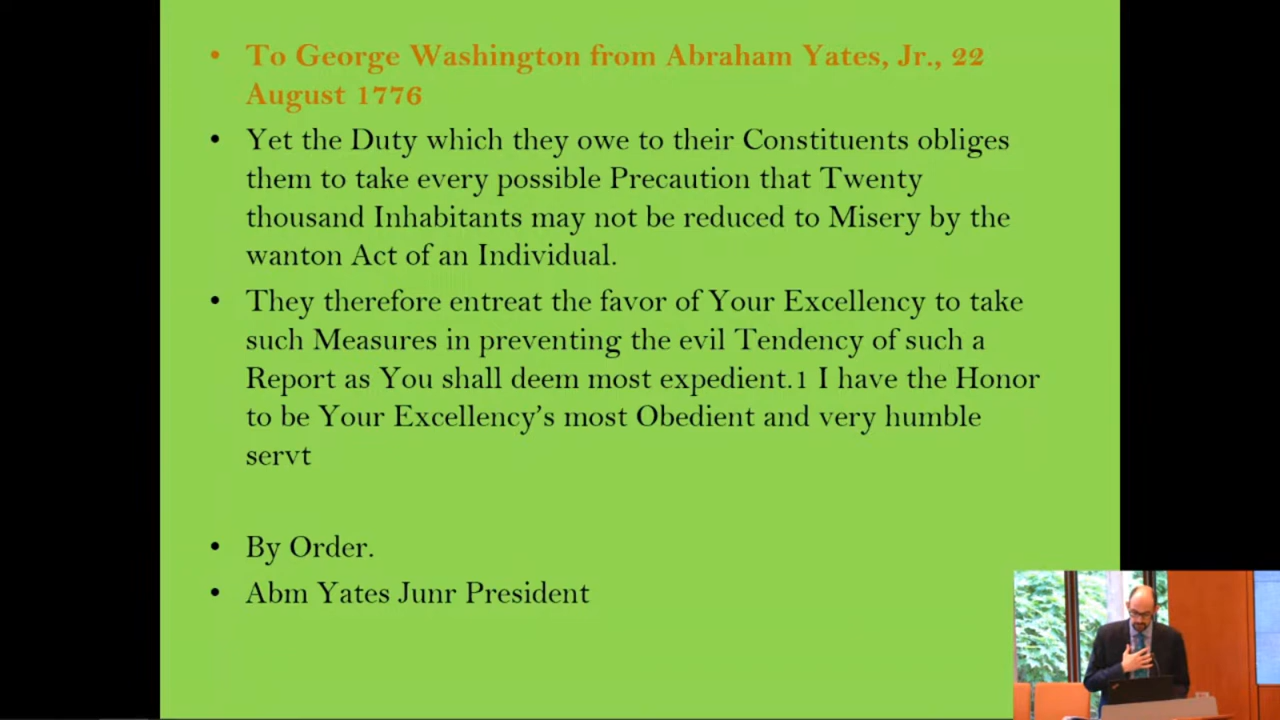 • To George Washington from Abraham Yates, Jr., 22
August 1776
• Yet the Duty which they owe to their Constituents obliges
them to take every possible Precaution that Twenty
thousand Inhabitants may not be reduced to Misery by the
wanton Act of an Individual.
• They therefore entreat the favor of Your Excellency to take
such Measures in preventing the evil Tendency of such a
Report as You shall deem most expedient.1 I have the Honor
to be Your Excellency's most Obedient and very humble
servt
• By Order.
• Abm Yates Junr President